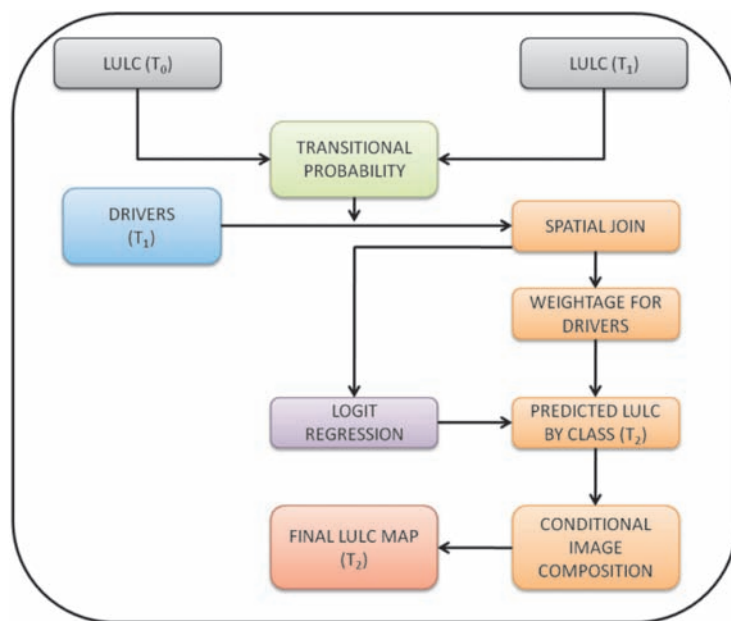 LULC (T₀)
LULC (T₁)
TRANSITIONAL
PROBABILITY
DRIVERS
(T₁)
SPATIAL JOIN
WEIGHTAGE FOR
DRIVERS
LOGIT
REGRESSION
PREDICTED LULC
BY CLASS (T₂)
FINAL LULC MAP
(T₂)
CONDITIONAL
IMAGE
COMPOSITION